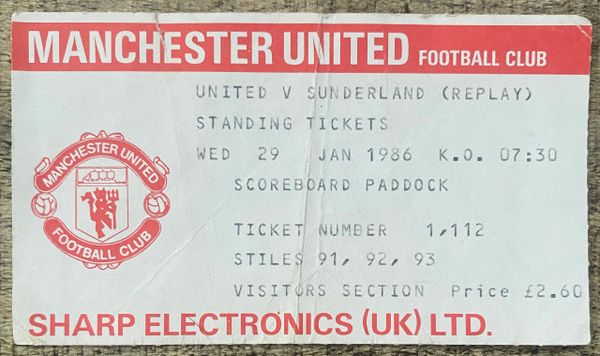 MANCHESTER UNITED FOOTBALL CLUB
UNITED V SUNDERLAND (REPLAY)
STANDING TICKETS
WED 29 JAN 1986 K.O. 07:30
SCOREBOARD PADDOCK
MANCHESTER UNITED
FOOTBALL CLUB
TICKET NUMBER 1,112
STILES 91, 92, 93
VISITORS SECTION Price £2.60
SHARP ELECTRONICS (UK) LTD.